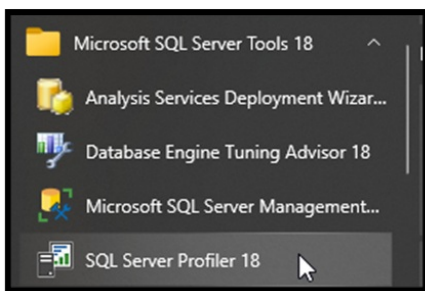 Microsoft SQL Server Tools 18
Analysis Services Deployment Wizar...
Database Engine Tuning Advisor 18
Microsoft SQL Server Management...
SQL Server Profiler 18